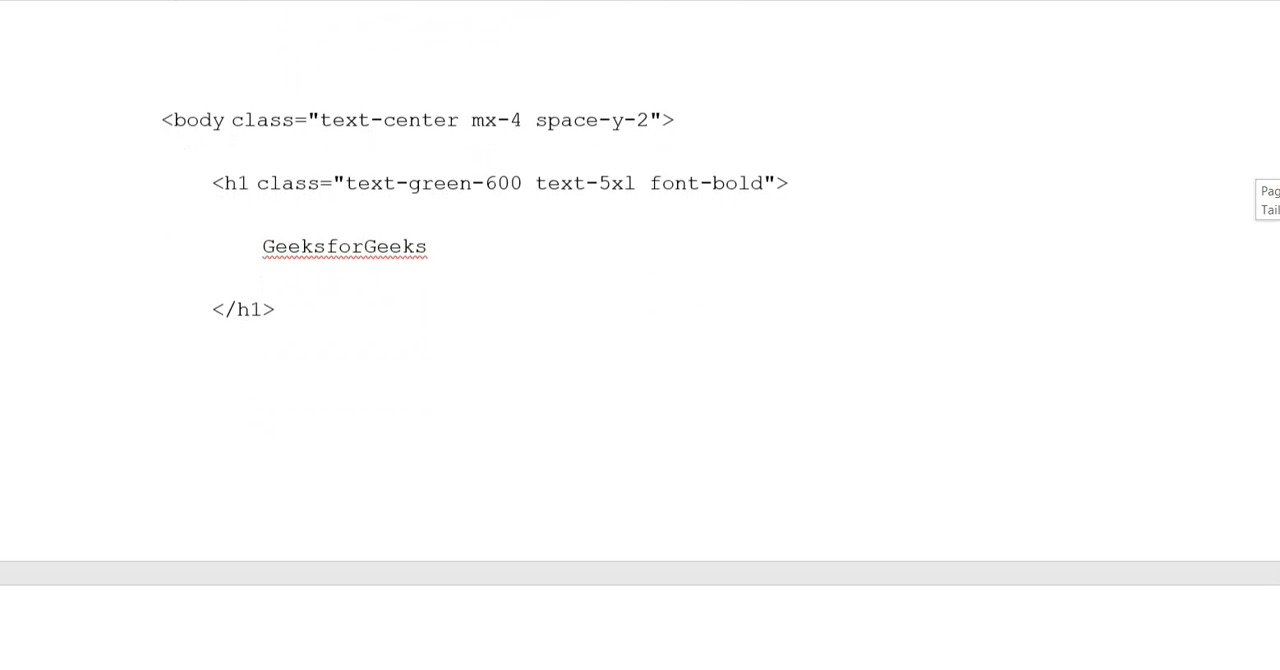 <body class="text-center mx-4 space-y-2">
<h1 class="text-green-600 text-5xl font-bold">
GeeksforGeeks
</h1>